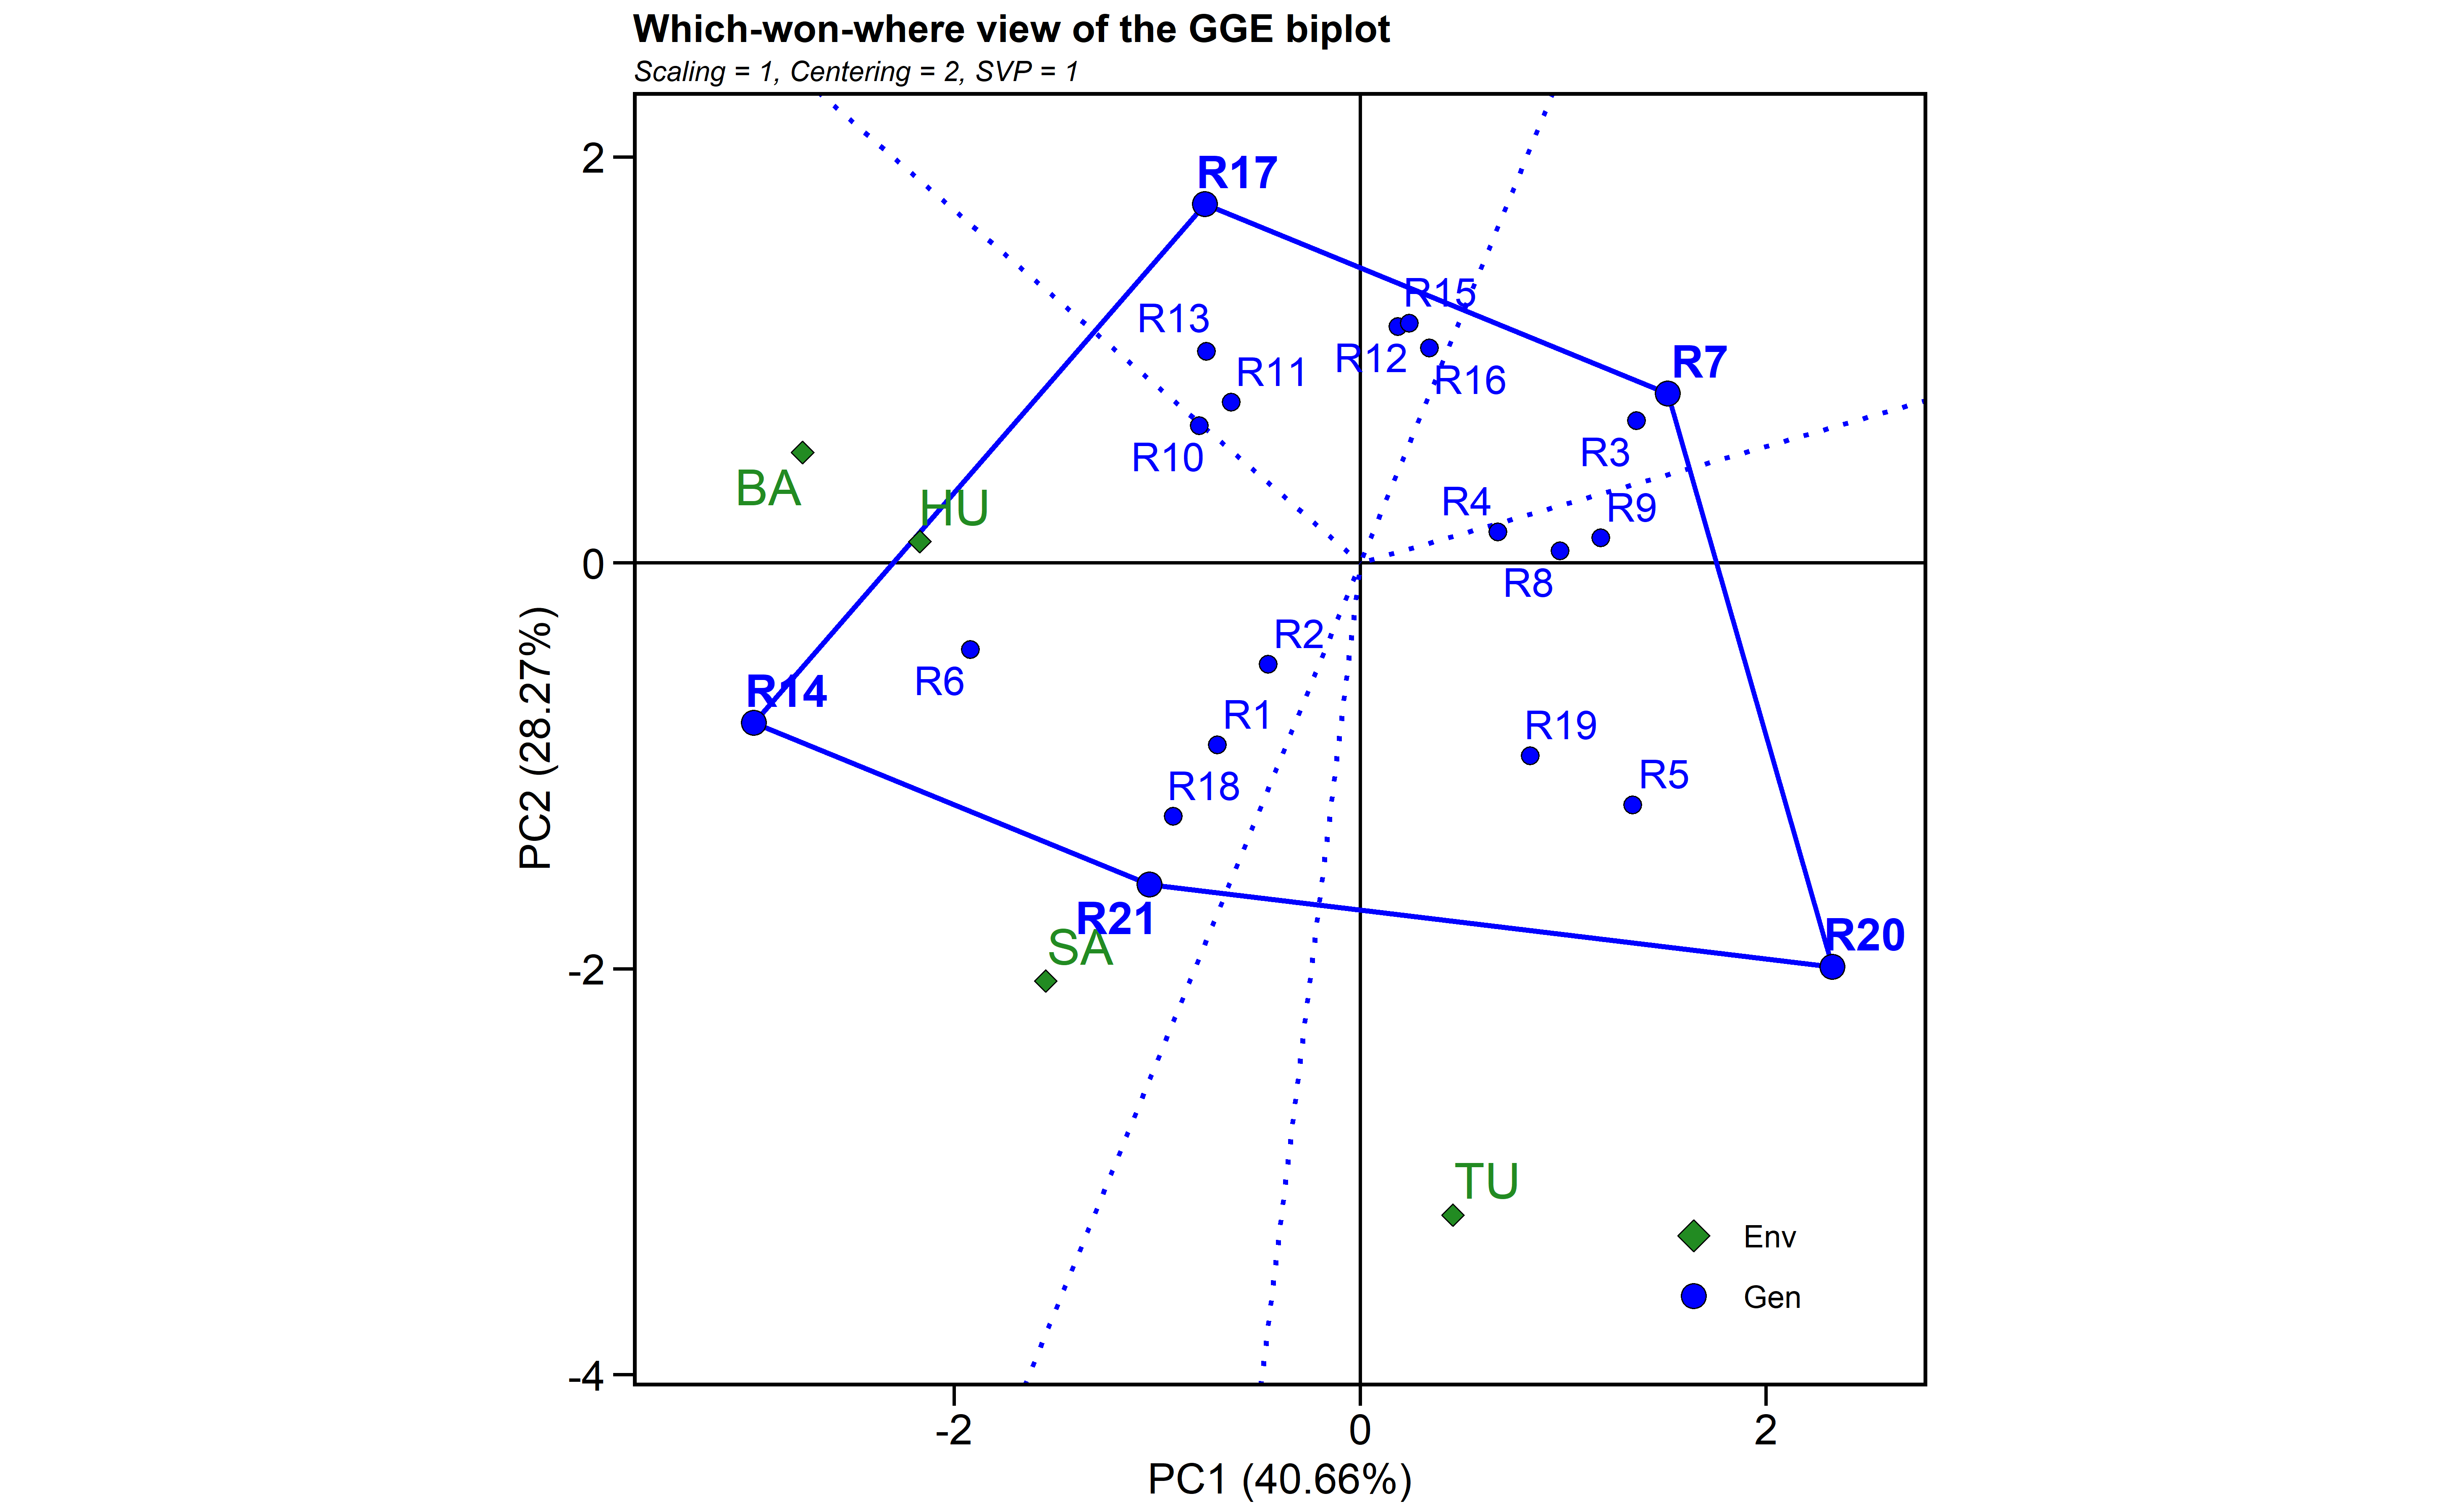 Which-won-where view of the GGE biplot
Scaling = 1, Centering = 2, SVP = 1
2
R17
R15
R13
R12
R7
R11
R16
R10
R3
BA
HU
R4
R9
0
R8
R2
R6
R14
R1
R19
R18
R5
R21
R20
SA
-2
TU
Env
Gen
-4
-2
0
2
PC1 (40.66%)
PC2 (28.27%)